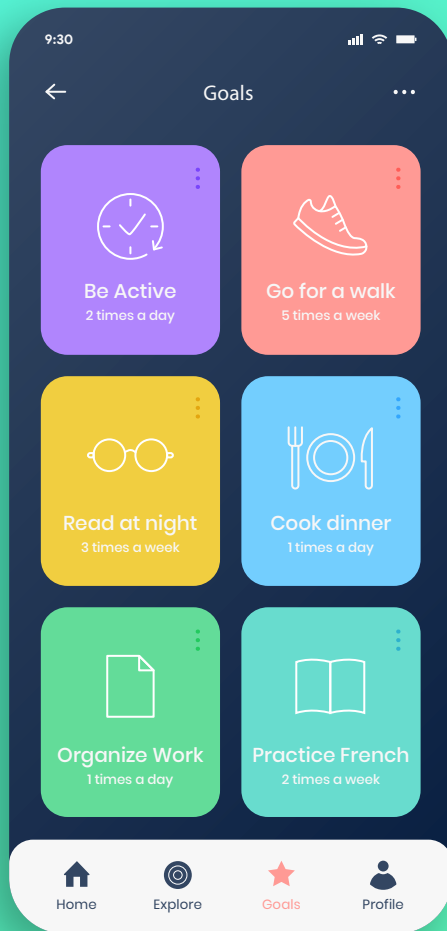 9:30
Goals
Be Active
2 times a day
Go for a walk
5 times a week
Read at night
3 times a week
Cook dinner
1 times a day
Organize Work
1 times a day
Practice French
2 times a week
Home
Explore
Goals
Profile